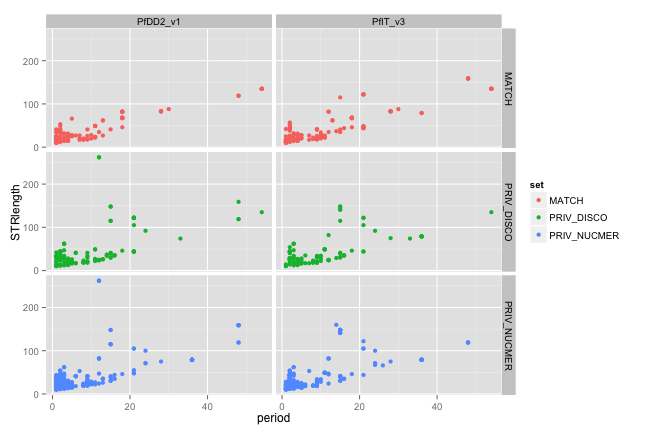 PfDD2_v1 PfIT_v3
200
100
0
MATCH
200
100
0
PRIV_DISCO
200
100
0
PRIV_NUCMER
STRlength
0 20 40 0 20 40
period
set
MATCH
PRIV_DISCO
PRIV_NUCMER